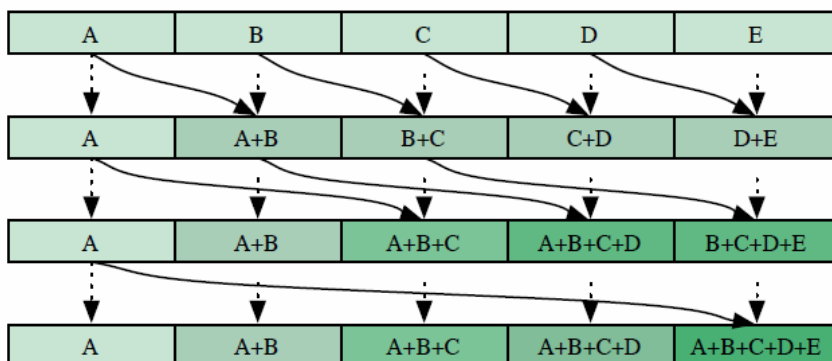 A B C D E
A A+B B+C C+D D+E
A A+B A+B+C A+B+C+D B+C+D+E
A A+B A+B+C A+B+C+D A+B+C+D+E